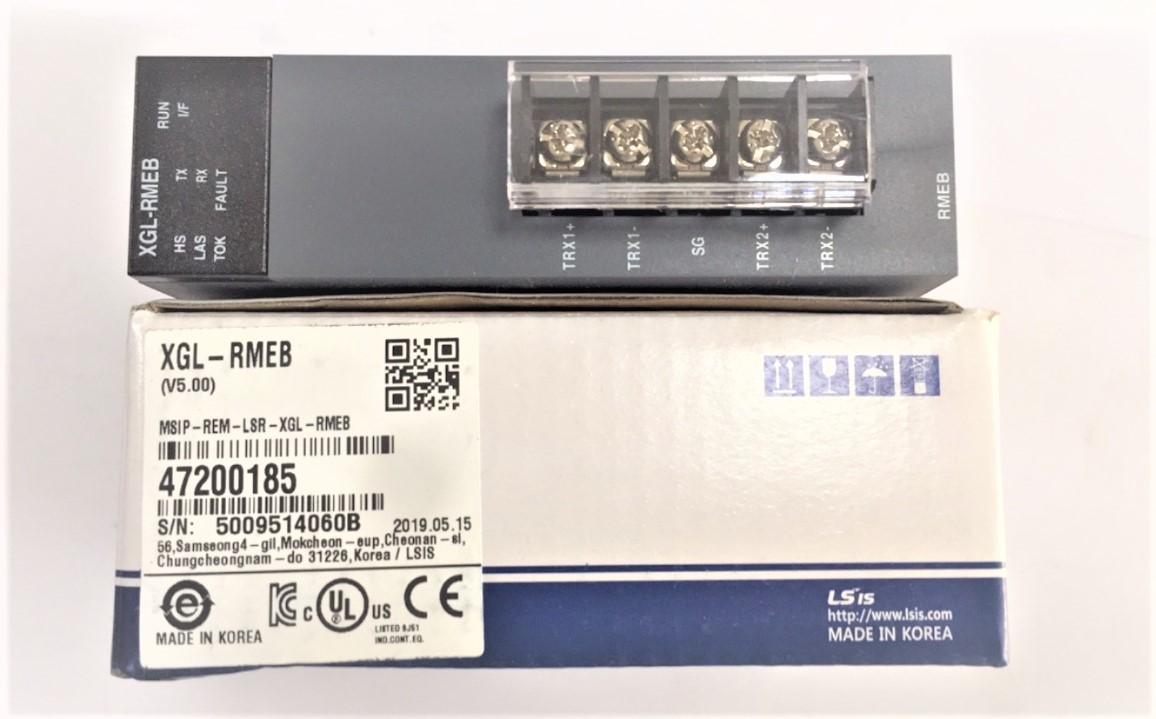 XGL-RMEB
RUN
I/F
HS TX
LAS RX
TOK FAULT
TRX1+
TRX1-
SG
TRX2+
TRX2-
RMEB
XGL-RMEB
(V5.00)
MSIP-REM-LSR-XGL-RMEB
47200185
S/N: 5009514060B 2019.05.15
56,Samseong4-gil,Mokcheon-eup,Cheonan-si,
Chungcheongnam-do 31226,Korea / LSIS
e
MADE IN KOREA
KC
c UL US
LISTED 8J51
IND.CONT.EQ.
CE
LSIS
http://www.lsis.com
MADE IN KOREA